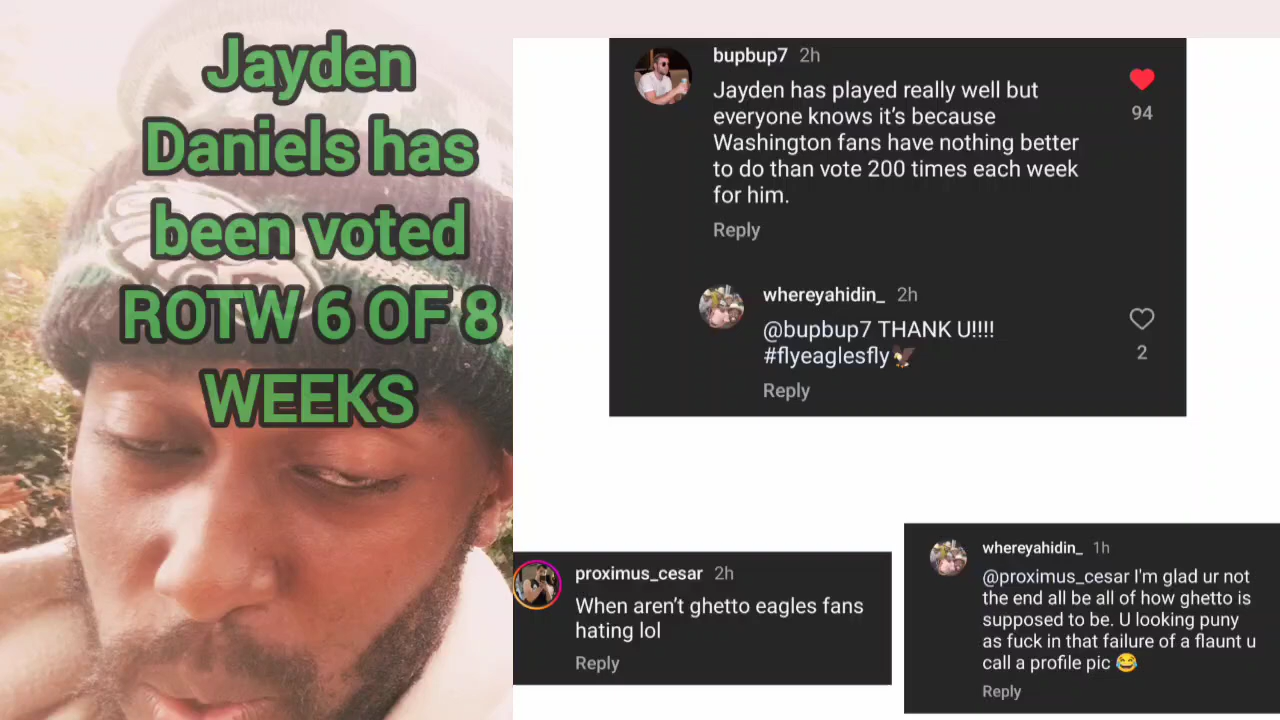 Jayden
Daniels has
been voted
ROTW 6 OF 8
WEEKS
bupbup7 2h
Jayden has played really well but
everyone knows it's because
Washington fans have nothing better
to do than vote 200 times each week
for him.
Reply
94
whereyahidin_ 2h
@bupbup7 THANK U!!!!
#flyeaglesfly🦅
Reply
2
proximus_cesar 2h
When aren't ghetto eagles fans
hating lol
Reply
whereyahidin_ 1h
@proximus_cesar I'm glad ur not
the end all be all of how ghetto is
supposed to be. U looking puny
as fuck in that failure of a flaunt u
call a profile pic 😂
Reply